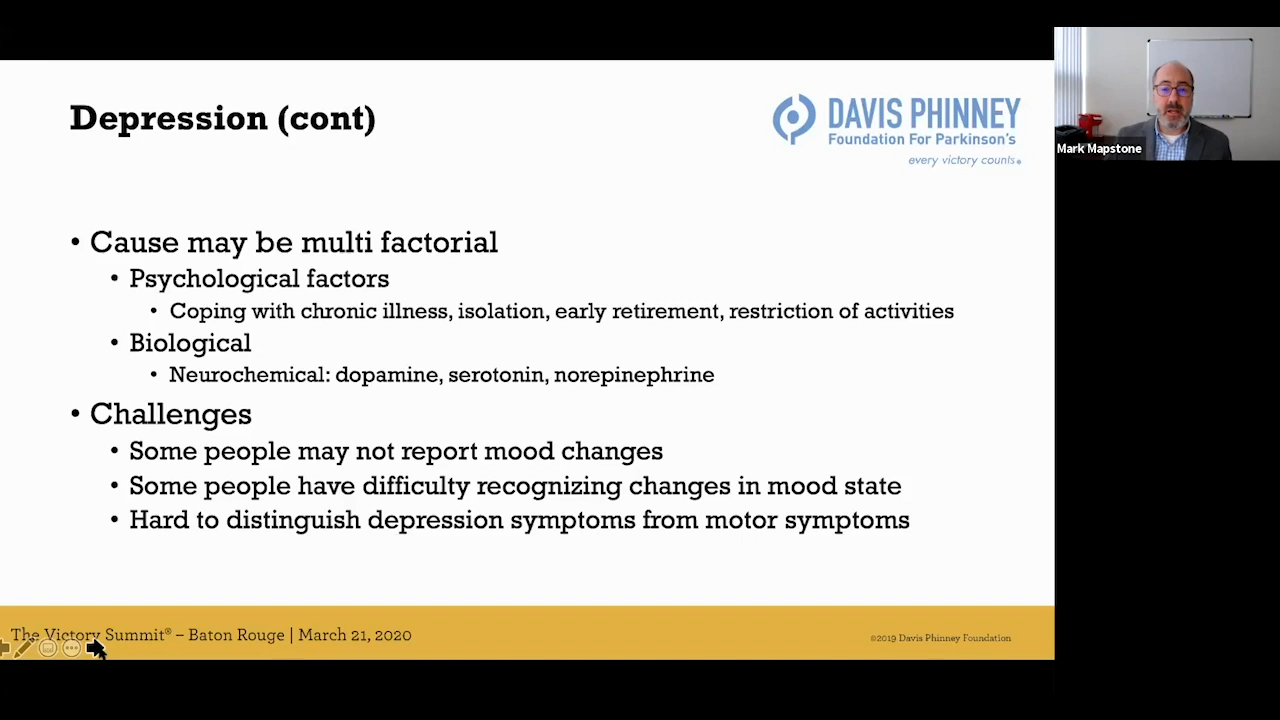 Depression (cont)
DAVIS PHINNEY
Foundation For Parkinson's
every victory counts®
Mark Mapstone
• Cause may be multi factorial
• Psychological factors
• Coping with chronic illness, isolation, early retirement, restriction of activities
• Biological
• Neurochemical: dopamine, serotonin, norepinephrine
• Challenges
• Some people may not report mood changes
• Some people have difficulty recognizing changes in mood state
• Hard to distinguish depression symptoms from motor symptoms
The Victory Summit® – Baton Rouge | March 21, 2020
©2019 Davis Phinney Foundation